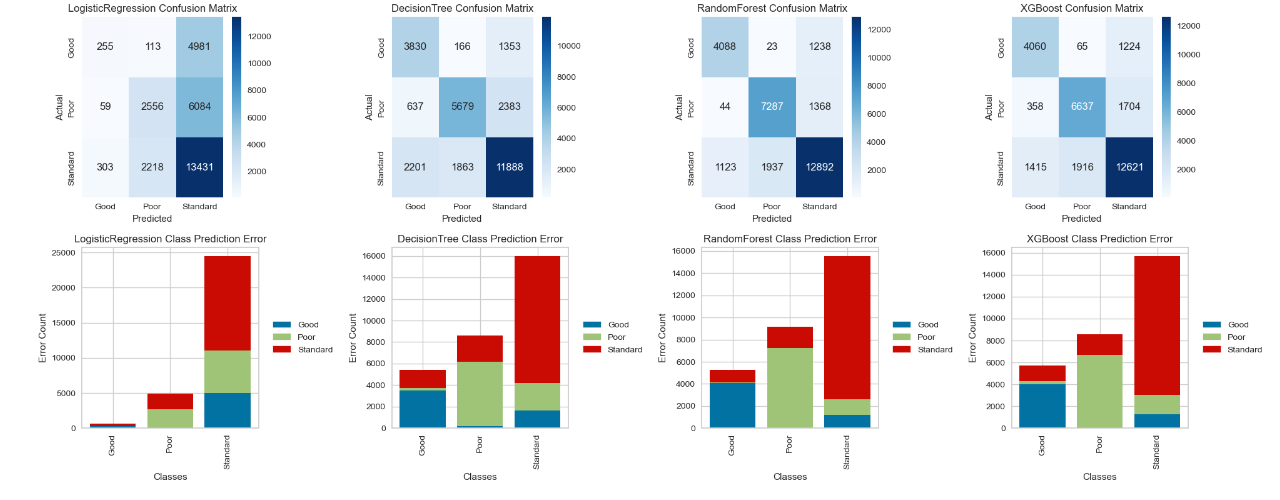 LogisticRegression Confusion Matrix
Good 255 113 4981
Actual
Poor 59 2556 6084
Standard 303 2218 13431
Good Poor Standard
Predicted
12000
10000
8000
6000
4000
2000
DecisionTree Confusion Matrix
Good 3830 166 1353
Actual
Poor 637 5679 2383
Standard 2201 1863 11888
Good Poor Standard
Predicted
10000
8000
6000
4000
2000
RandomForest Confusion Matrix
Good 4088 23 1238
Actual
Poor 44 7287 1368
Standard 1123 1937 12892
Good Poor Standard
Predicted
12000
10000
8000
6000
4000
2000
XGBoost Confusion Matrix
Good 4060 65 1224
Actual
Poor 358 6637 1704
Standard 1415 1916 12621
Good Poor Standard
Predicted
12000
10000
8000
6000
4000
2000
LogisticRegression Class Prediction Error
Error Count
25000
20000
15000
10000
5000
0
Good Poor Standard
Classes
Good
Poor
Standard
DecisionTree Class Prediction Error
Error Count
16000
14000
12000
10000
8000
6000
4000
2000
0
Good Poor Standard
Classes
Good
Poor
Standard
RandomForest Class Prediction Error
Error Count
16000
14000
12000
10000
8000
6000
4000
2000
0
Good Poor Standard
Classes
Good
Poor
Standard
XGBoost Class Prediction Error
Error Count
16000
14000
12000
10000
8000
6000
4000
2000
0
Good Poor Standard
Classes
Good
Poor
Standard